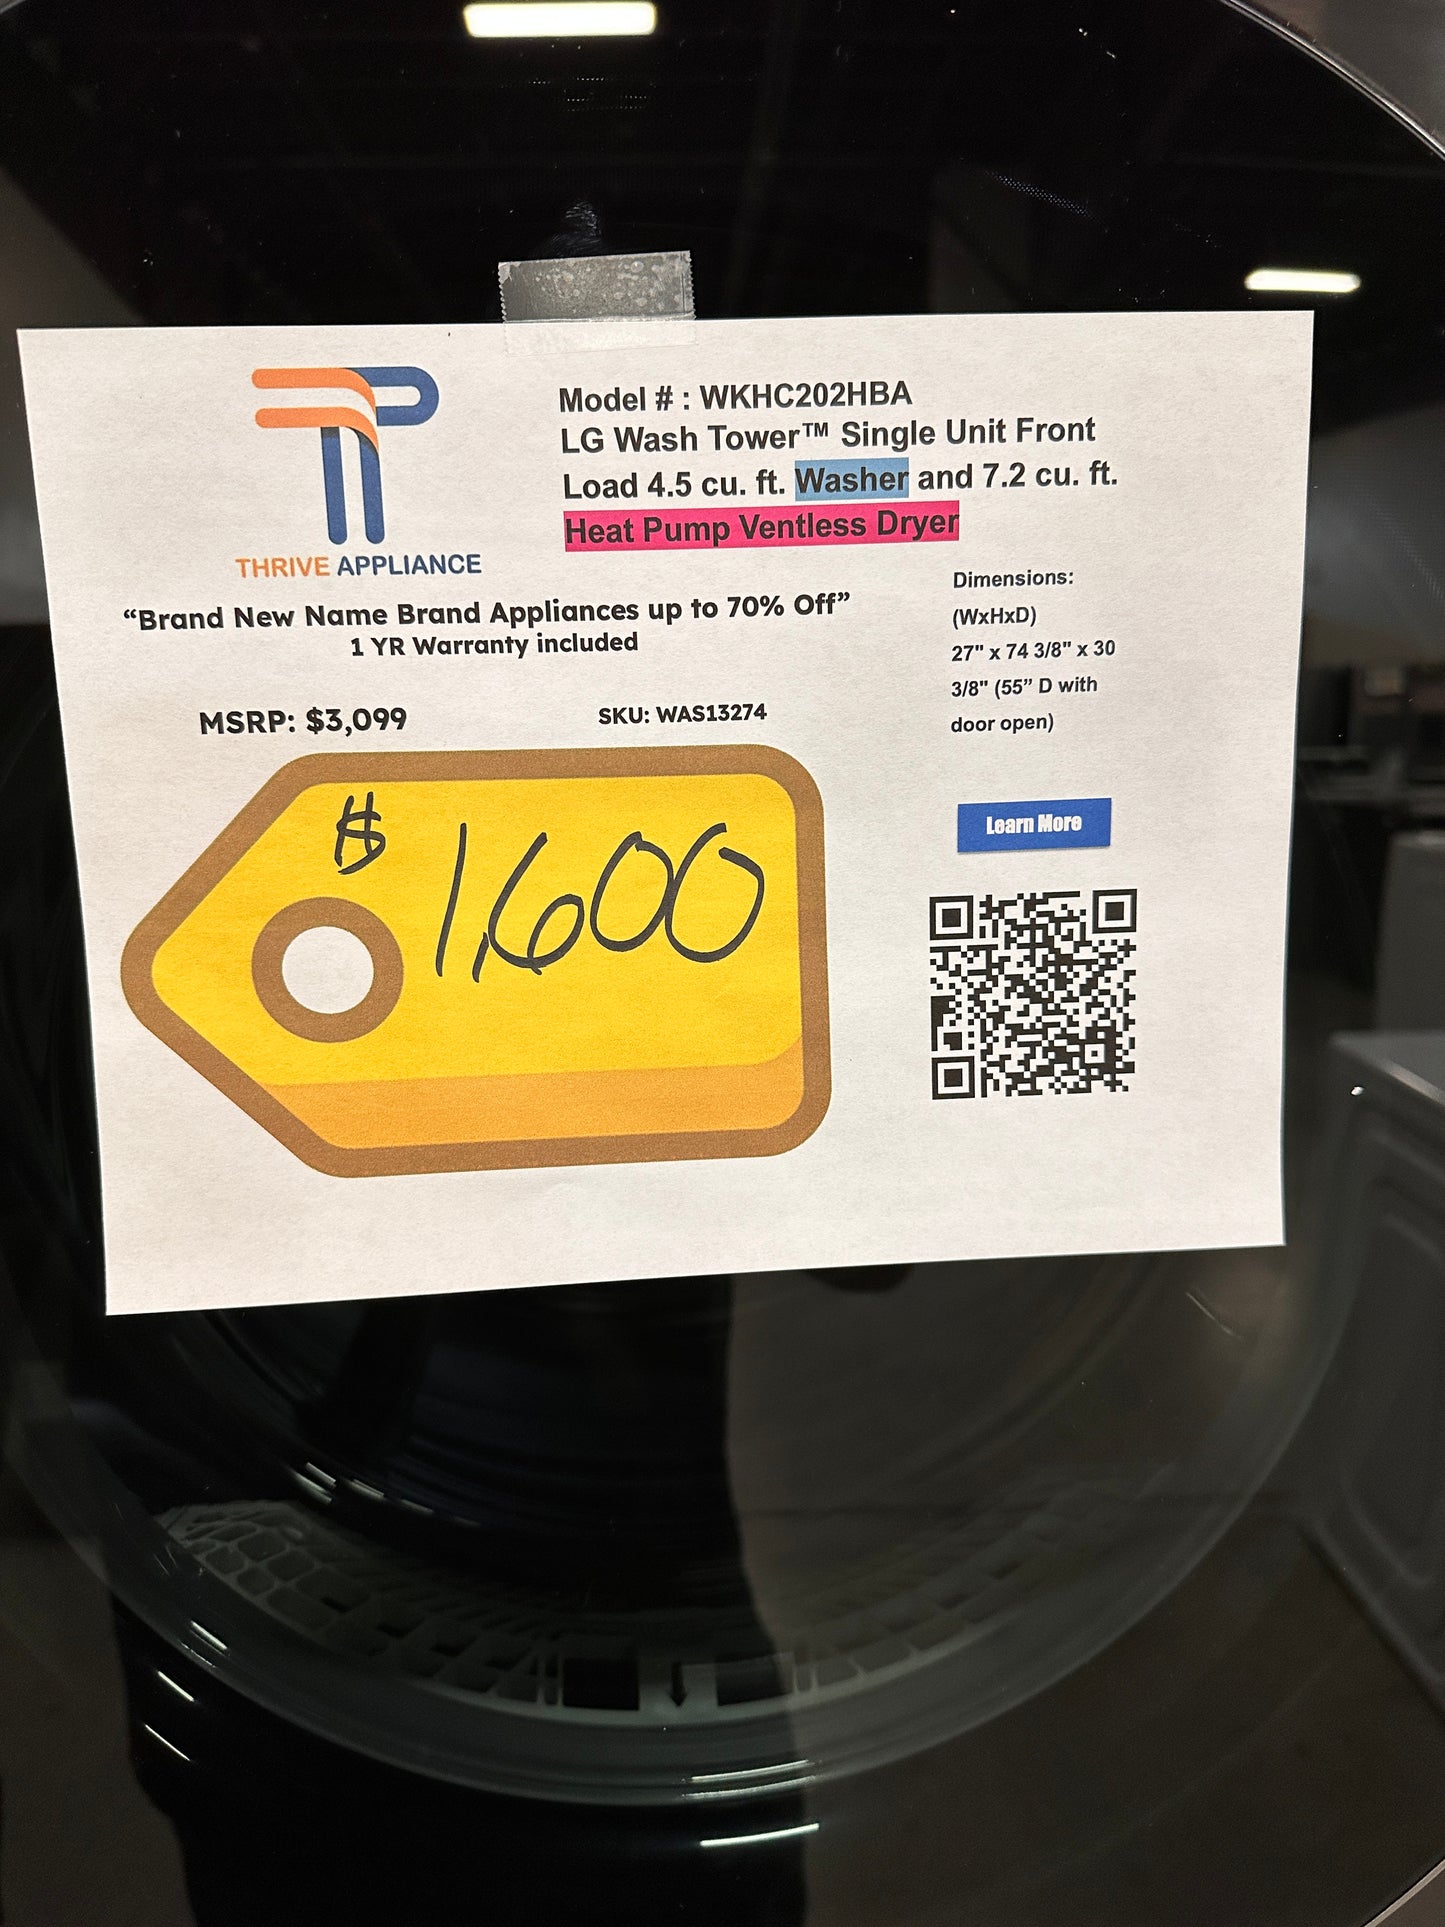 Model # : WKHC202HBA
LG Wash Tower™ Single Unit Front
Load 4.5 cu. ft. Washer and 7.2 cu. ft.
Heat Pump Ventless Dryer
THRIVE APPLIANCE
“Brand New Name Brand Appliances up to 70% Off”
1 YR Warranty included
Dimensions:
(WxHxD)
27" x 74 3/8" x 30
3/8" (55” D with
door open)
MSRP: $3,099
SKU: WAS13274
$ 1,600
Learn More